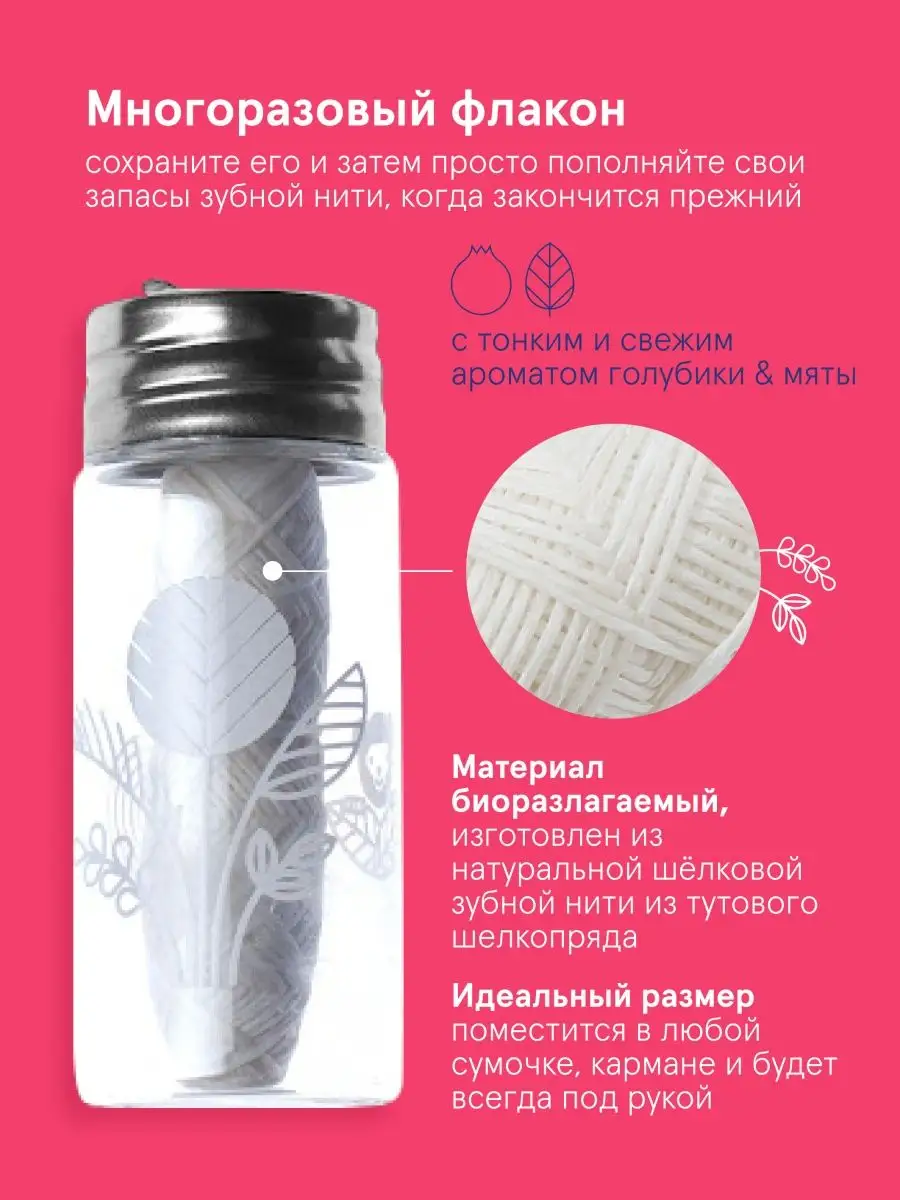 Многоразовый флакон
сохраните его и затем просто пополняйте свои
запасы зубной нити, когда закончится прежний
с тонким и свежим
ароматом голубики & мяты
Материал
биоразлагаемый,
изготовлен из
натуральной шёлковой
зубной нити из тутового
шелкопряда
Идеальный размер
поместится в любой
сумочке, кармане и будет
всегда под рукой